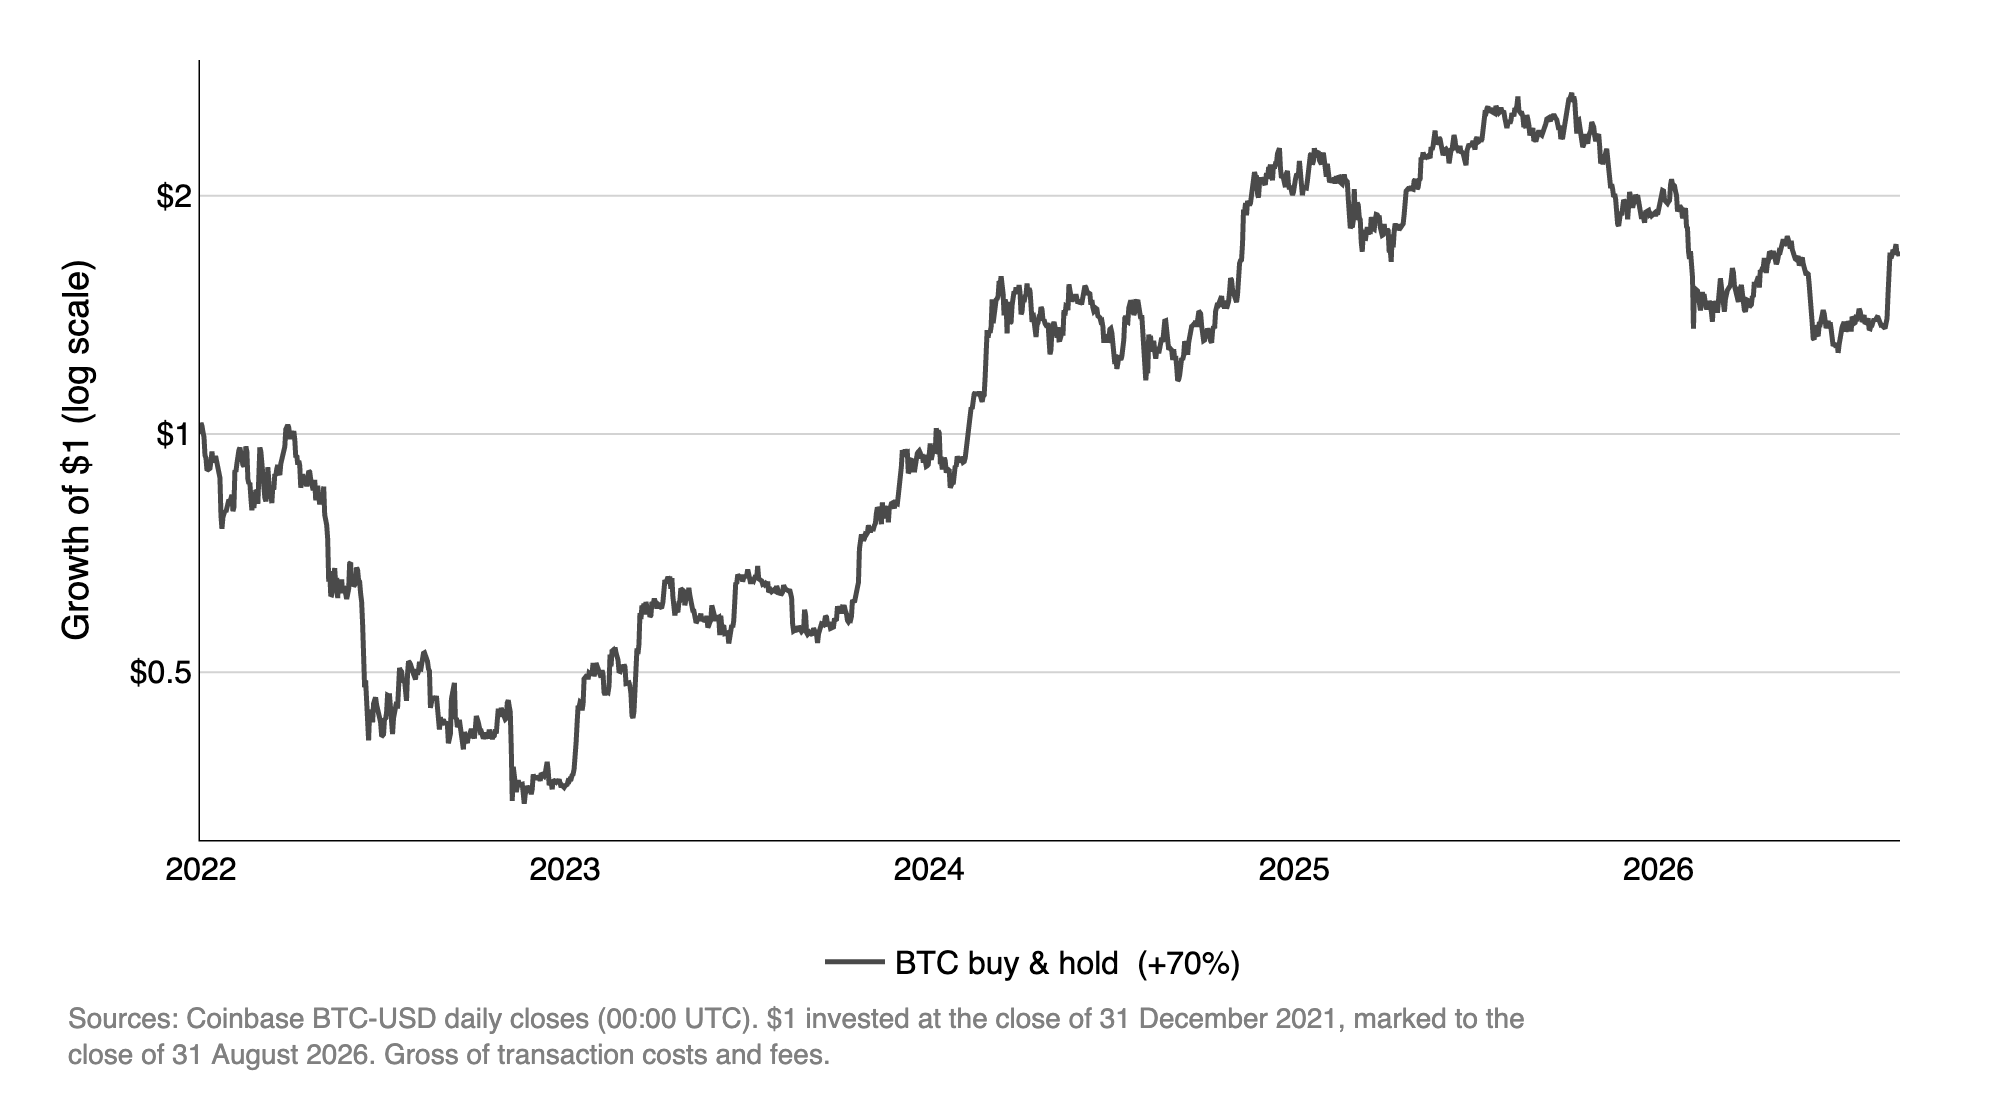 Growth of $1 (log scale)
$2
$1
$0.5
2022 2023 2024 2025 2026
BTC buy & hold (+70%)
Sources: Coinbase BTC-USD daily closes (00:00 UTC). $1 invested at the close of 31 December 2021, marked to the
close of 31 August 2026. Gross of transaction costs and fees.